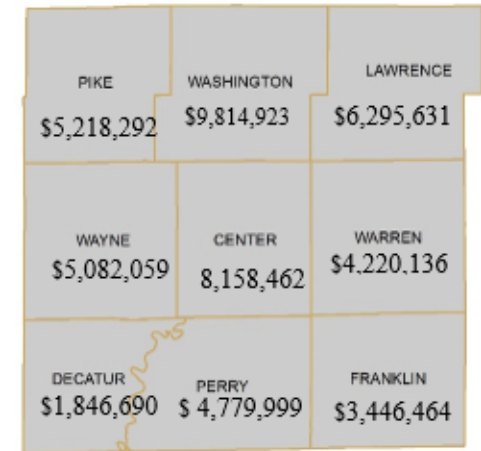 PIKE
$5,218,292
WASHINGTON
$9,814,923
LAWRENCE
$6,295,631
WAYNE
$5,082,059
CENTER
8,158,462
WARREN
$4,220,136
DECATUR
$1,846,690
PERRY
$ 4,779,999
FRANKLIN
$3,446,464